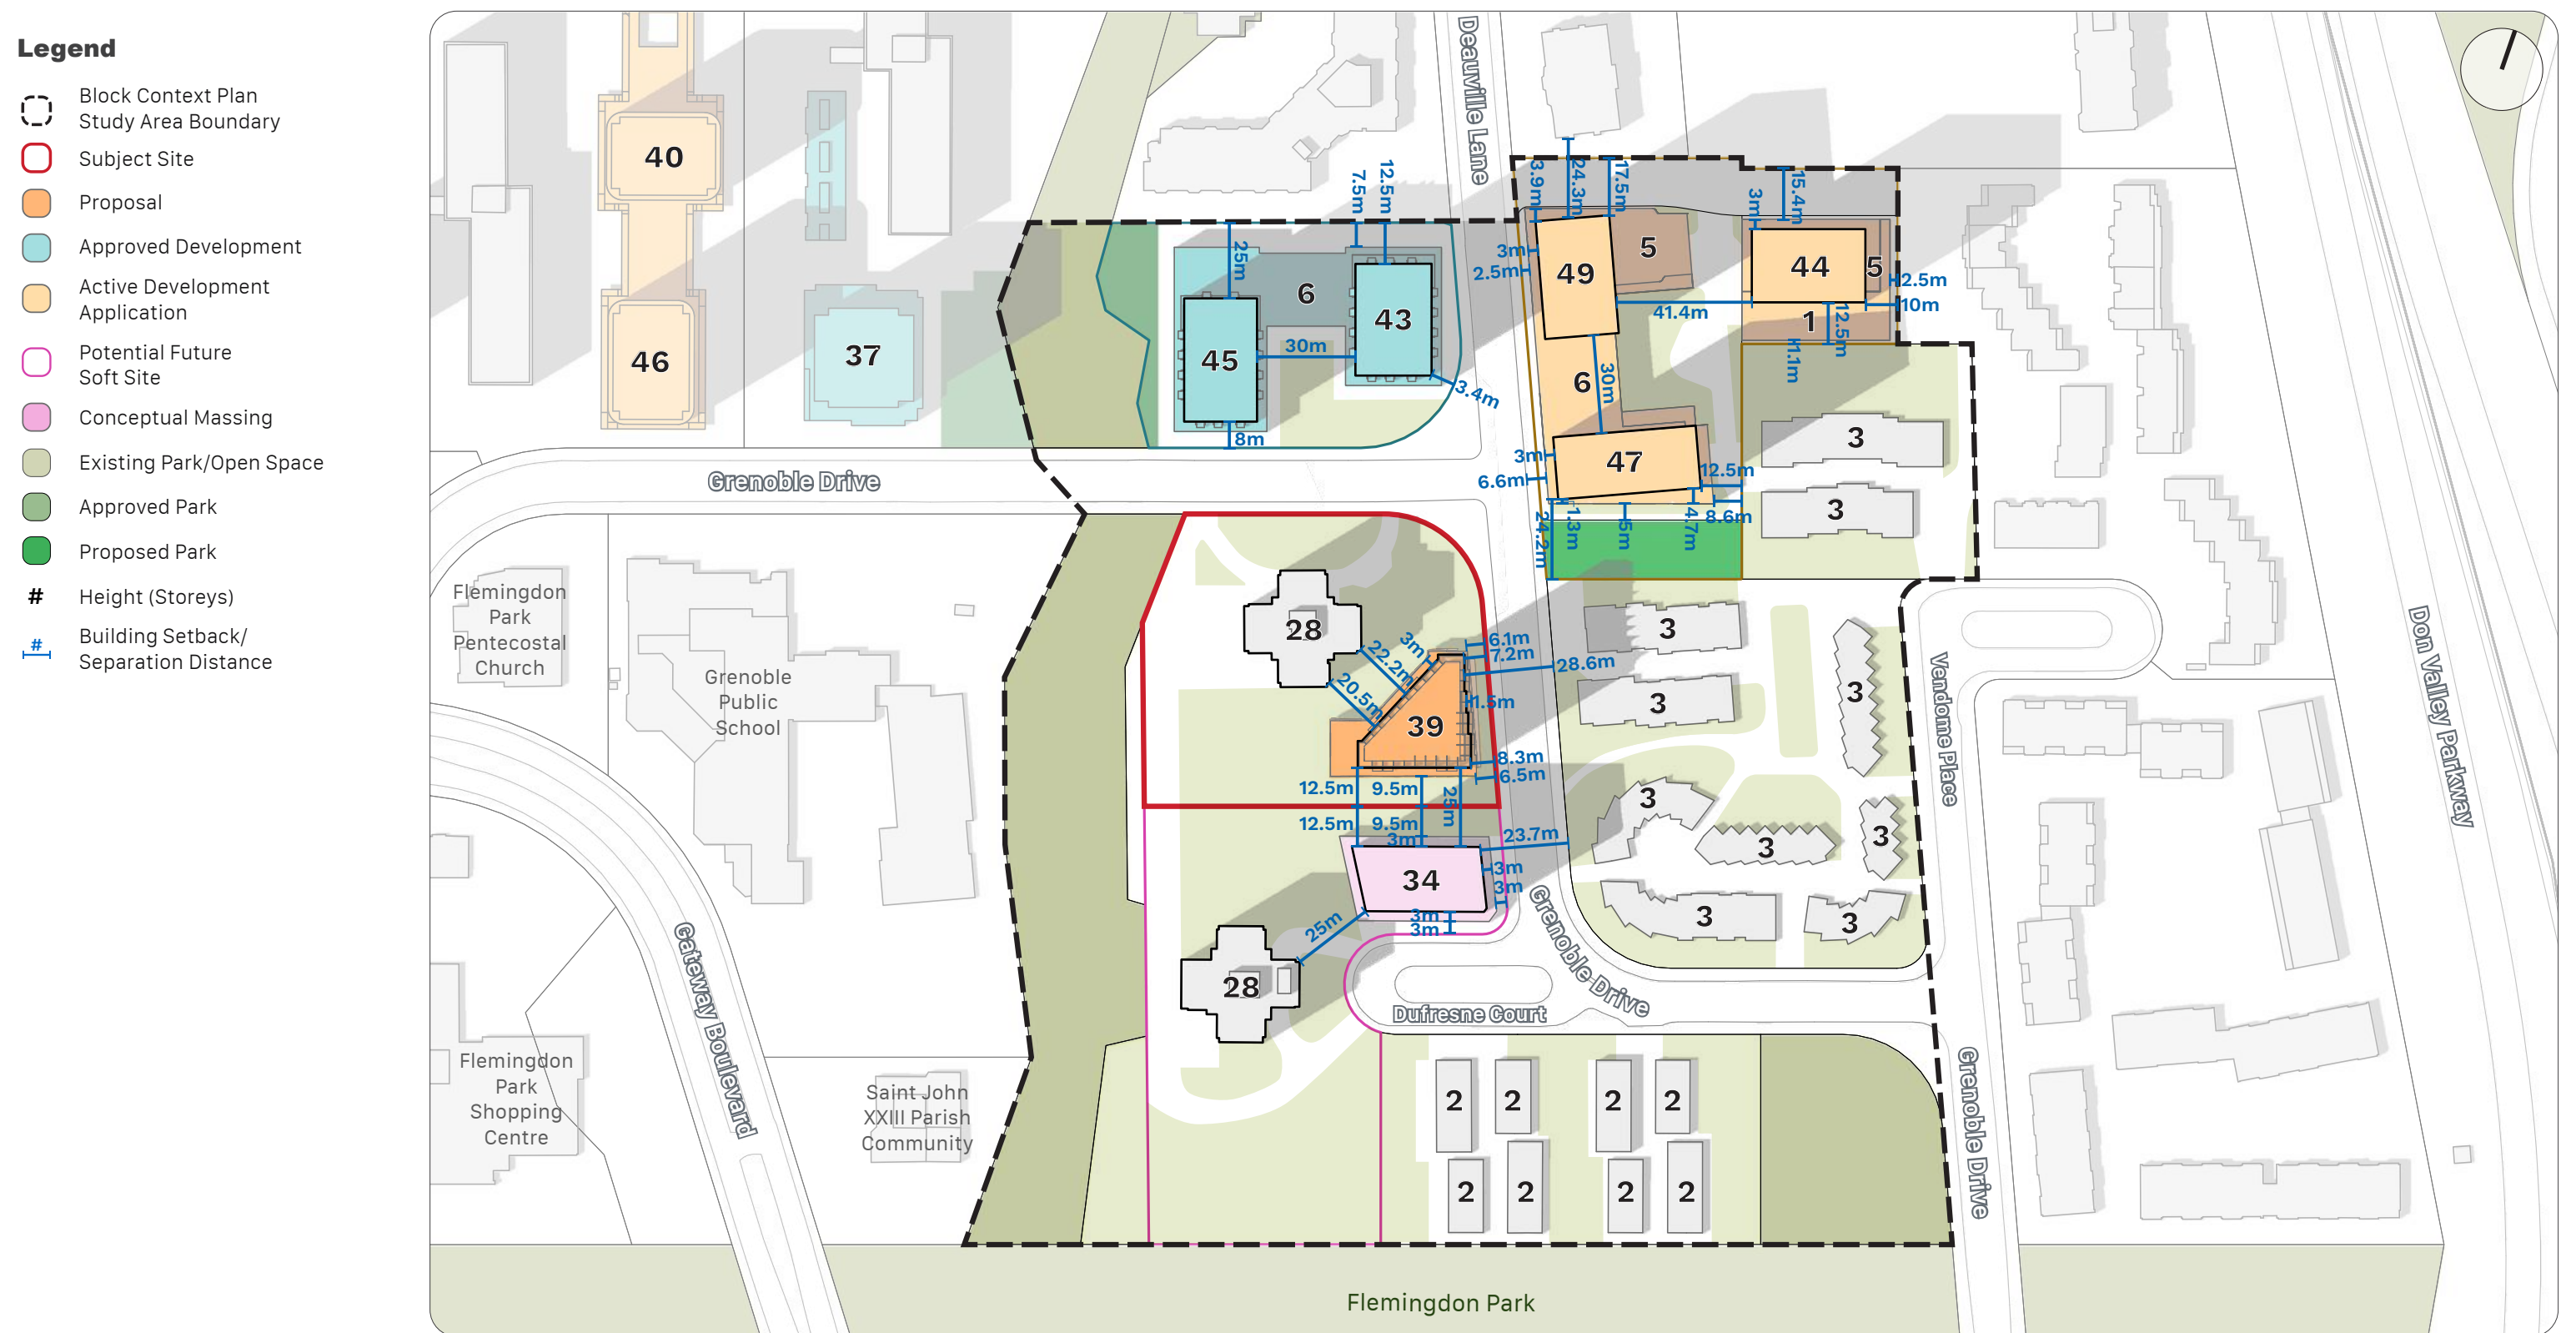 Legend
Block Context Plan
Study Area Boundary
Subject Site
Proposal
Approved Development
Active Development
Application
Potential Future
Soft Site
Conceptual Massing
Existing Park/Open Space
Approved Park
Proposed Park
# Height (Storeys)
# Building Setback/
Separation Distance
40
46
37
Deauville Lane
7.5m
12.5m
25m
6
45
43
30m
3.4m
8m
3.9m
24.3m
17.5m
3m
15.4m
3m
2.5m
49
5
44
5
2.5m
10m
41.4m
1
12.5m
1.1m
6
30m
3m
6.6m
47
12.5m
8.6m
24.2m
1.3m
5m
4.7m
3
3
Grenoble Drive
Flemingdon
Park
Pentecostal
Church
Grenoble
Public
School
28
3m
22.2m
20.5m
6.1m
7.2m
28.6m
1.5m
39
8.3m
6.5m
12.5m
9.5m
25m
12.5m
9.5m
3m
23.7m
34
3m
3m
3m
3m
25m
28
3
3
3
3
3
3
3
3
Vendome Place
Don Valley Parkway
Grenoble Drive
Dufresne Court
Gateway Boulevard
Flemingdon
Park
Shopping
Centre
Saint John
XXIII Parish
Community
2
2
2
2
2
2
2
2
Grenoble Drive
Flemingdon Park